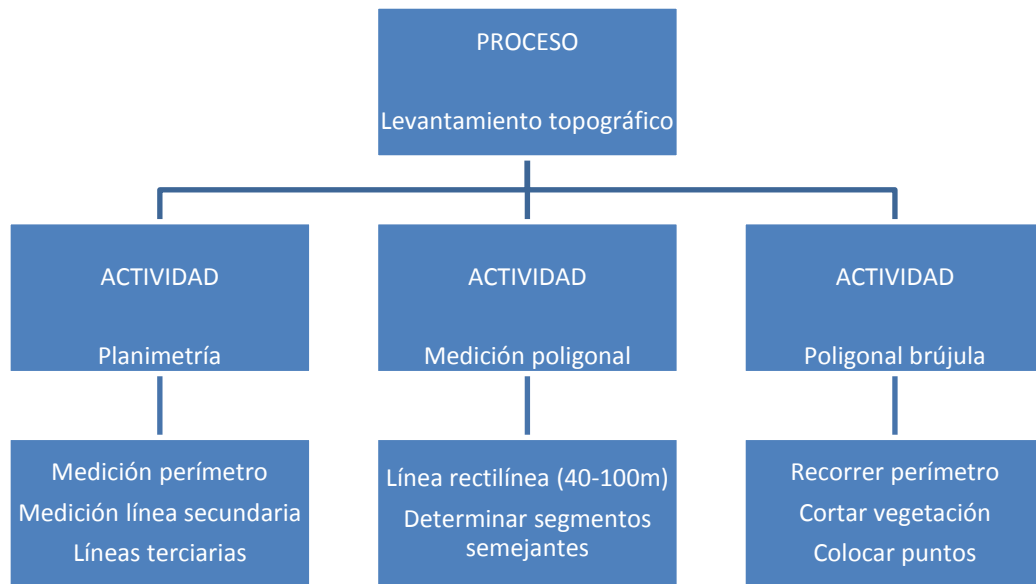 PROCESO
Levantamiento topográfico
ACTIVIDAD
Planimetría
ACTIVIDAD
Medición poligonal
ACTIVIDAD
Poligonal brújula
Medición perímetro
Medición línea secundaria
Líneas terciarias
Línea rectilínea (40-100m)
Determinar segmentos
semejantes
Recorrer perímetro
Cortar vegetación
Colocar puntos